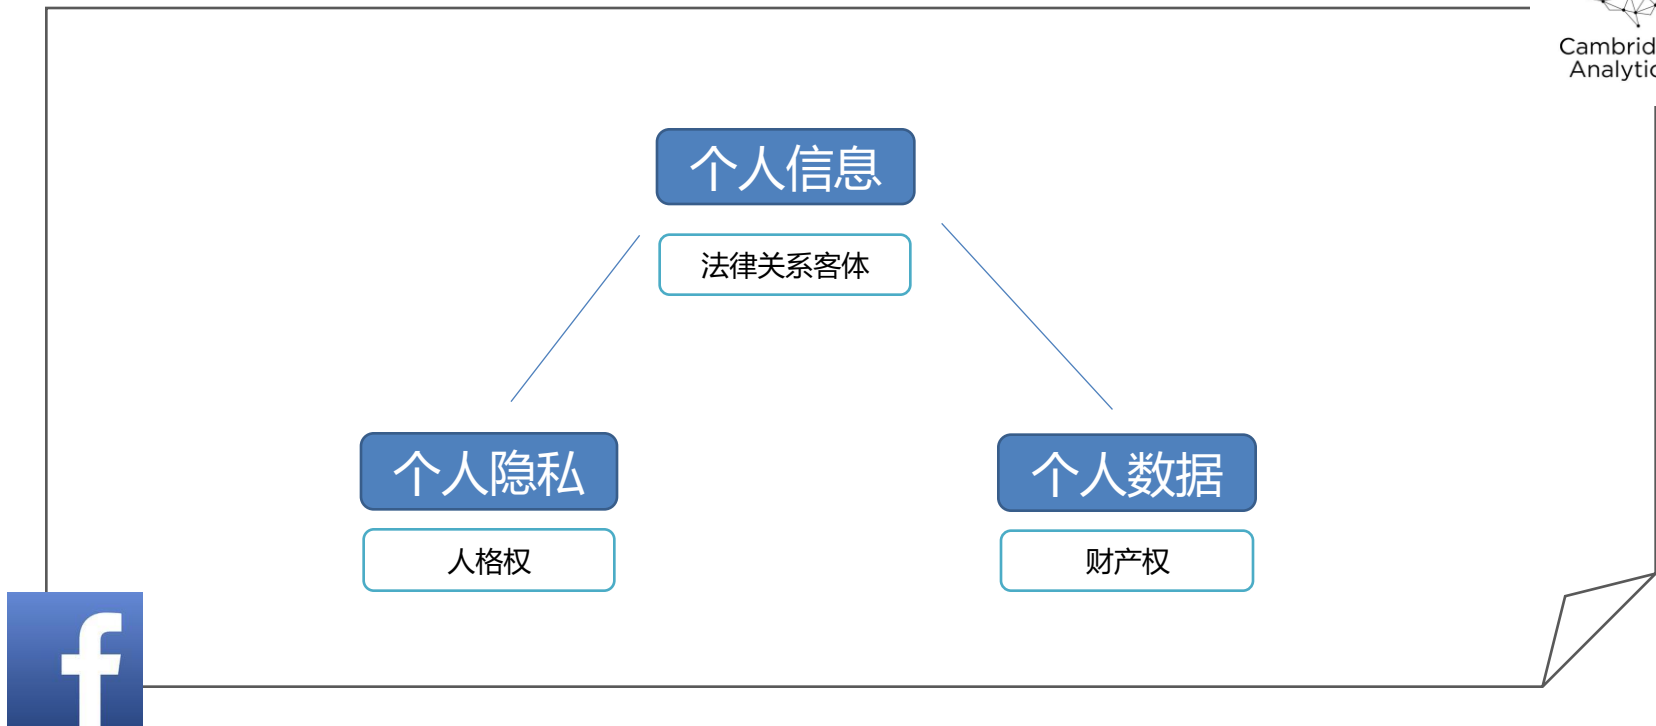 Cambrid
Analytic
个人信息
法律关系客体
个人隐私
个人数据
人格权
财产权
f